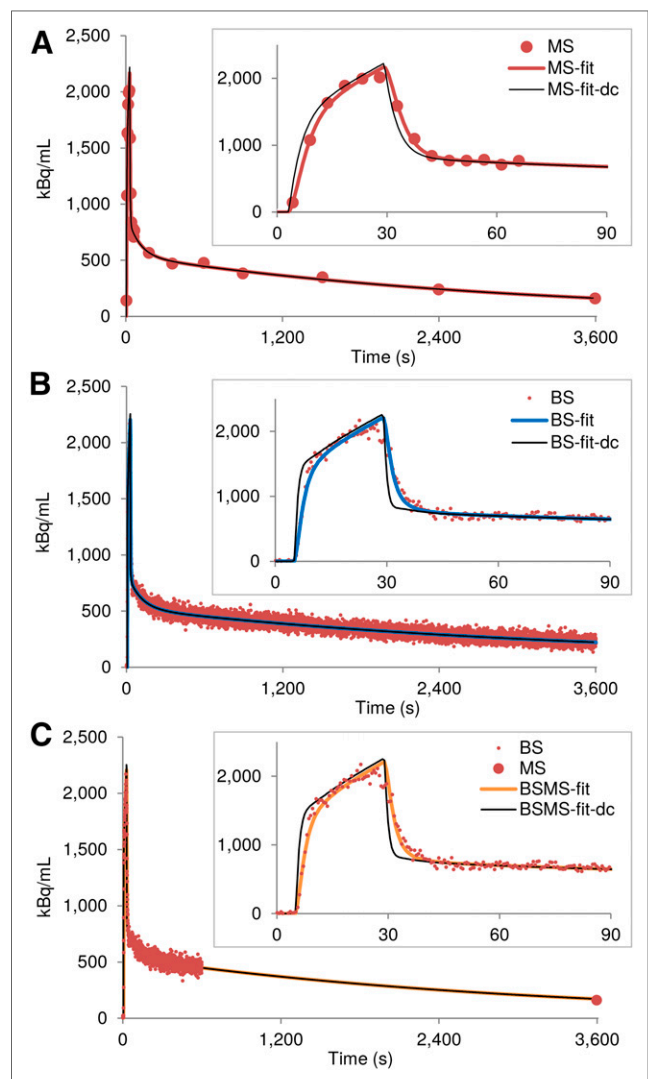 A
2,500
2,000
1,500
1,000
500
0
kBq/mL
0
1,200
2,400
3,600
Time (s)
2,000
1,000
0
0
30
60
90
MS
MS-fit
MS-fit-dc
B
2,500
2,000
1,500
1,000
500
0
kBq/mL
0
1,200
2,400
3,600
Time (s)
2,000
1,000
0
0
30
60
90
BS
BS-fit
BS-fit-dc
C
2,500
2,000
1,500
1,000
500
0
kBq/mL
0
1,200
2,400
3,600
Time (s)
2,000
1,000
0
0
30
60
90
BS
MS
BSMS-fit
BSMS-fit-dc